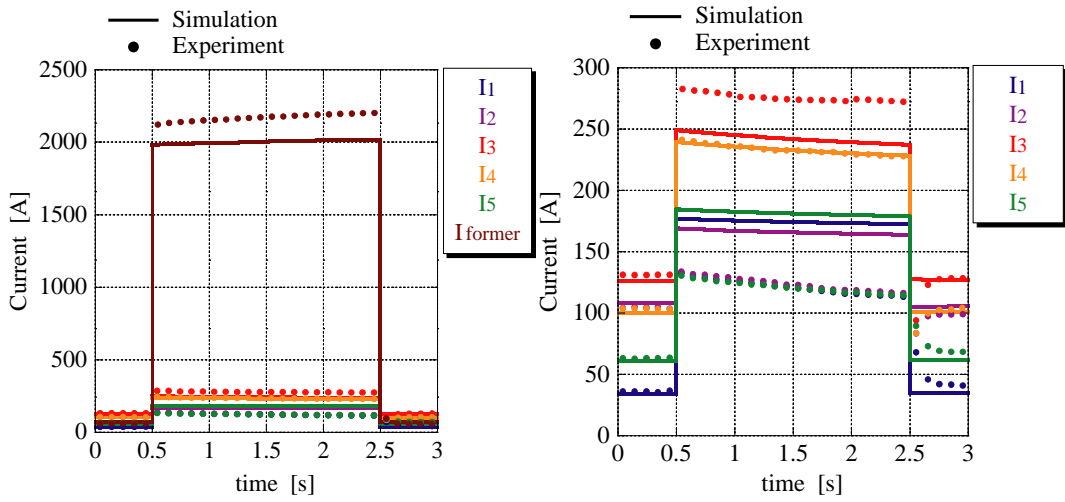 Simulation
Experiment
2500
2000
1500
1000
500
0
Current [A]
0
0.5
1
1.5
2
2.5
3
time [s]
I1
I2
I3
I4
I5
I former
Simulation
Experiment
300
250
200
150
100
50
0
Current [A]
0
0.5
1
1.5
2
2.5
3
time [s]
I1
I2
I3
I4
I5